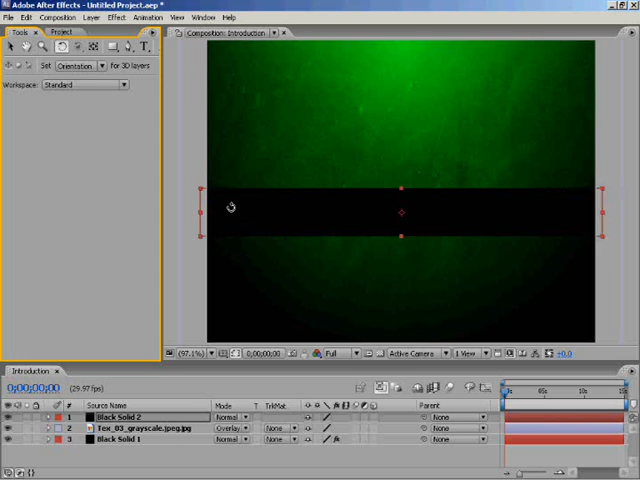 Adobe After Effects - Untitled Project.aep *
File Edit Composition Layer Effect Animation View Window Help
Tools Project
Composition: Introduction
Set Orientation for 3D layers
Workspace: Standard
(97.1%) 0;00;00;00 Full Active Camera 1 View +0.0
Introduction
0;00;00;00 (29.97 fps)
# Source Name Mode T TrkMat Parent
05s 10s 15s
1 Black Solid 2 Normal None
2 Tex_03_grayscale.jpeg.jpg Overlay None None
3 Black Solid 1 Normal None None